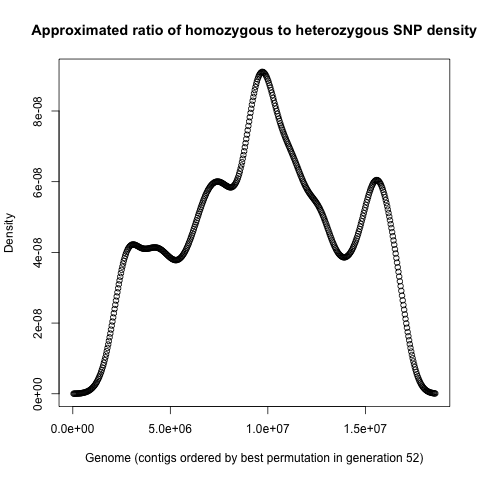 Approximated ratio of homozygous to heterozygous SNP density
Density
8e-08
6e-08
4e-08
2e-08
0e+00
0.0e+00 5.0e+06 1.0e+07 1.5e+07
Genome (contigs ordered by best permutation in generation 52)